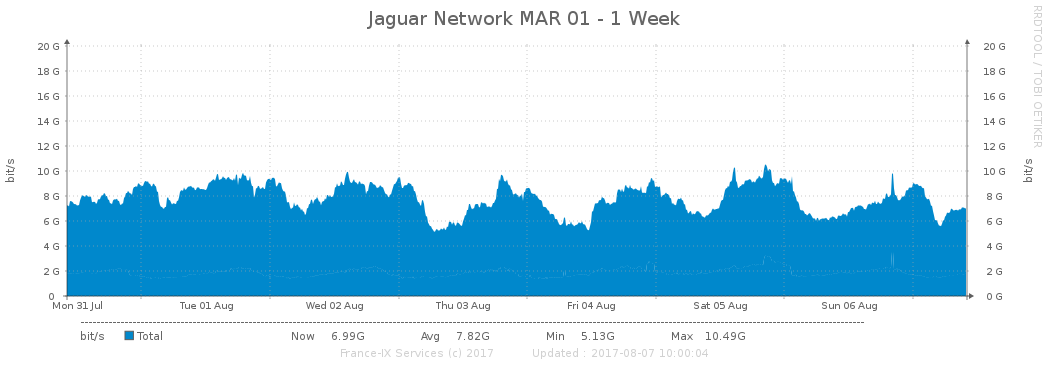 Jaguar Network MAR 01 - 1 Week
RRDTOOL / TOBI OETIKER
bit/s
bit/s
20 G 20 G
18 G 18 G
16 G 16 G
14 G 14 G
12 G 12 G
10 G 10 G
8 G 8 G
6 G 6 G
4 G 4 G
2 G 2 G
0 0 G
Mon 31 Jul Tue 01 Aug Wed 02 Aug Thu 03 Aug Fri 04 Aug Sat 05 Aug Sun 06 Aug
bit/s Total Now 6.99G Avg 7.82G Min 5.13G Max 10.49G
France-IX Services (c) 2017 Updated : 2017-08-07 10:00:04